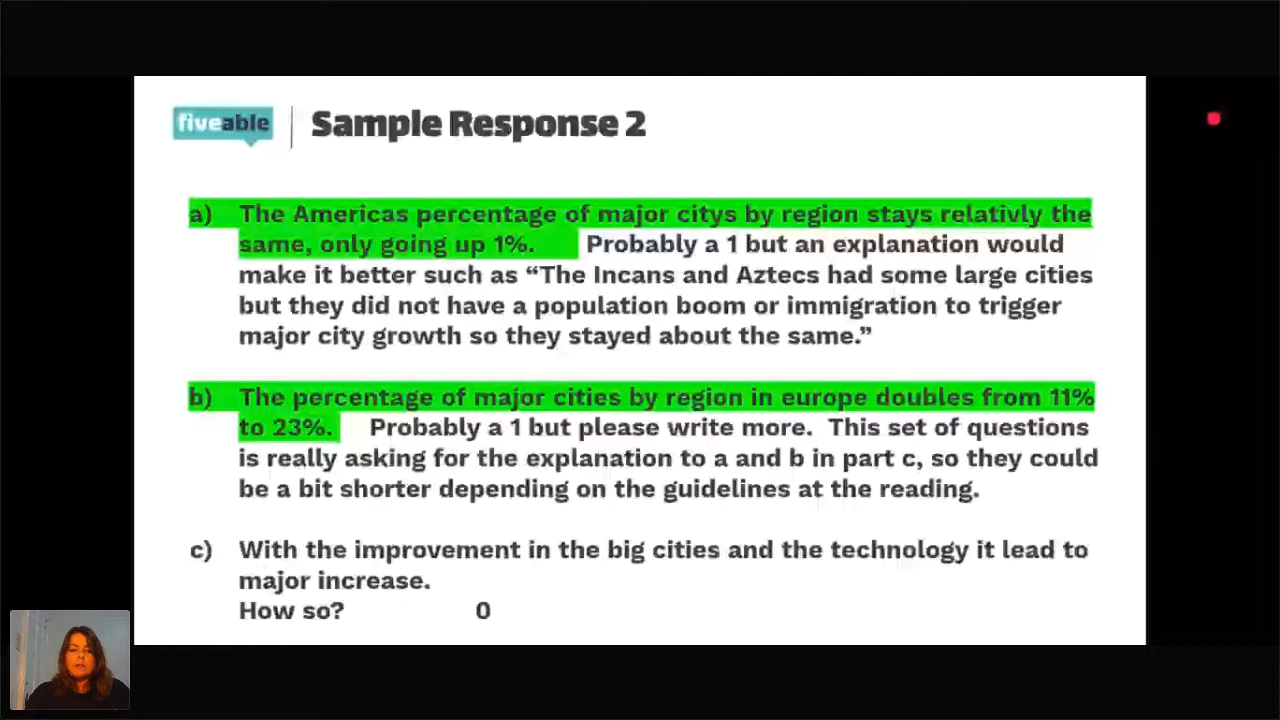 fiveable
Sample Response 2
a) The Americas percentage of major citys by region stays relativly the
same, only going up 1%. Probably a 1 but an explanation would
make it better such as “The Incans and Aztecs had some large cities
but they did not have a population boom or immigration to trigger
major city growth so they stayed about the same.”
b) The percentage of major cities by region in europe doubles from 11%
to 23%. Probably a 1 but please write more. This set of questions
is really asking for the explanation to a and b in part c, so they could
be a bit shorter depending on the guidelines at the reading.
c) With the improvement in the big cities and the technology it lead to
major increase.
How so? 0